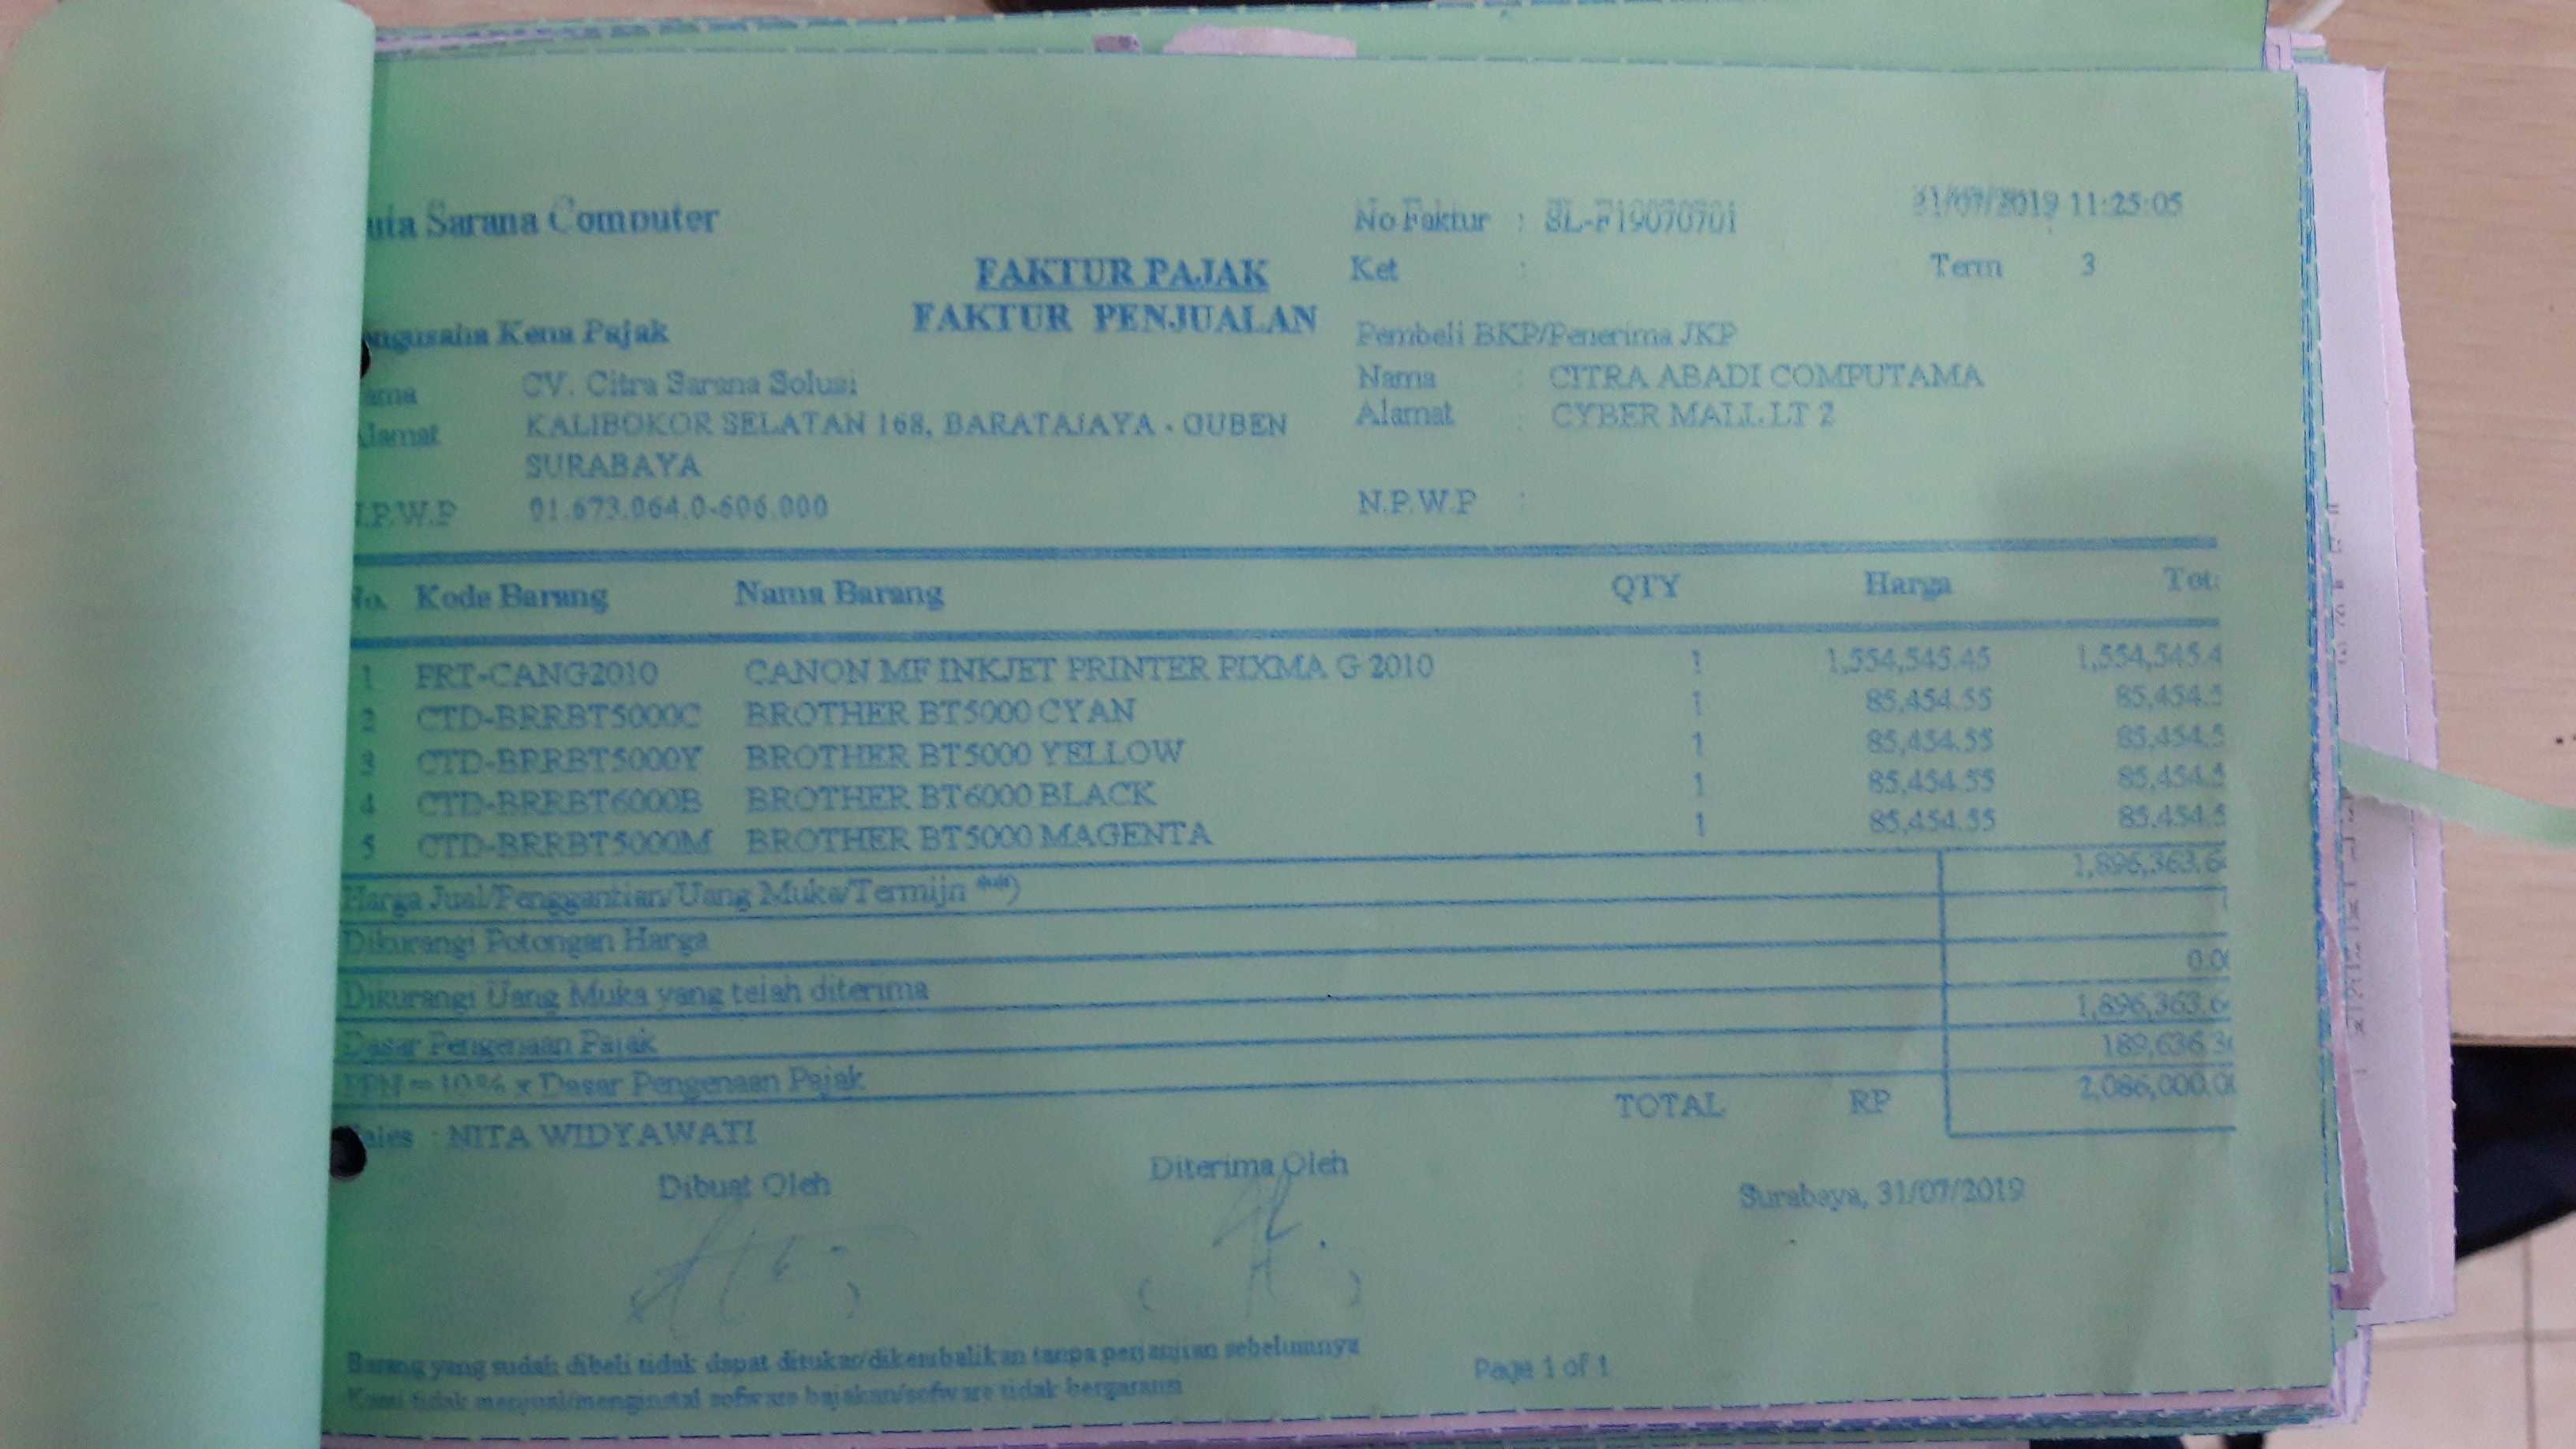 Sarana Computer
No Faktur : SL-F19070701
31/07/2019 11:25:05
FAKTUR PAJAK
Ket :
Term 3
FAKTUR PENJUALAN
Kena Pajak
Pembeli BKP/Penerima JKP
CV. Citra Sarana Solusi
Nama : CITRA ABADI COMPUTAMA
KALIBOKOR SELATAN 168, BARATAJAYA - GUBEN
Alamat : CYBER MALL LT 2
SURABAYA
.P.W.P 01.673.064.0-606.000
N.P.W.P :
No. Kode Barang Nama Barang QTY Harga Tot
1 PRT-CANG2010 CANON MF INKJET PRINTER PIXMA G 2010 1 1,554,545.45 1,554,545.4
2 CTD-BRRBT5000C BROTHER BT5000 CYAN 1 85,454.55 85,454.5
3 CTD-BRRBT5000Y BROTHER BT5000 YELLOW 1 85,454.55 85,454.5
4 CTD-BRRBT6000B BROTHER BT6000 BLACK 1 85,454.55 85,454.5
5 CTD-BRRBT5000M BROTHER BT5000 MAGENTA 1 85,454.55 85,454.5
Harga Jual/Penggantian/Uang Muka/Termijn **) 1,896,363.6
Dikurangi Potongan Harga
Dikurangi Uang Muka yang telah diterima 0.0
Dasar Pengenaan Pajak 1,896,363.6
PPN = 10% x Dasar Pengenaan Pajak 189,636.3
TOTAL RP 2,086,000.0
Sales : NITA WIDYAWATI
Dibuat Oleh
Diterima Oleh
Surabaya, 31/07/2019
Barang yang sudah dibeli tidak dapat ditukar/dikembalikan tanpa perjanjian sebelumnya
Kami tidak menjual/menginstal software bajakan/sofware tidak bergaransi
Page 1 of 1